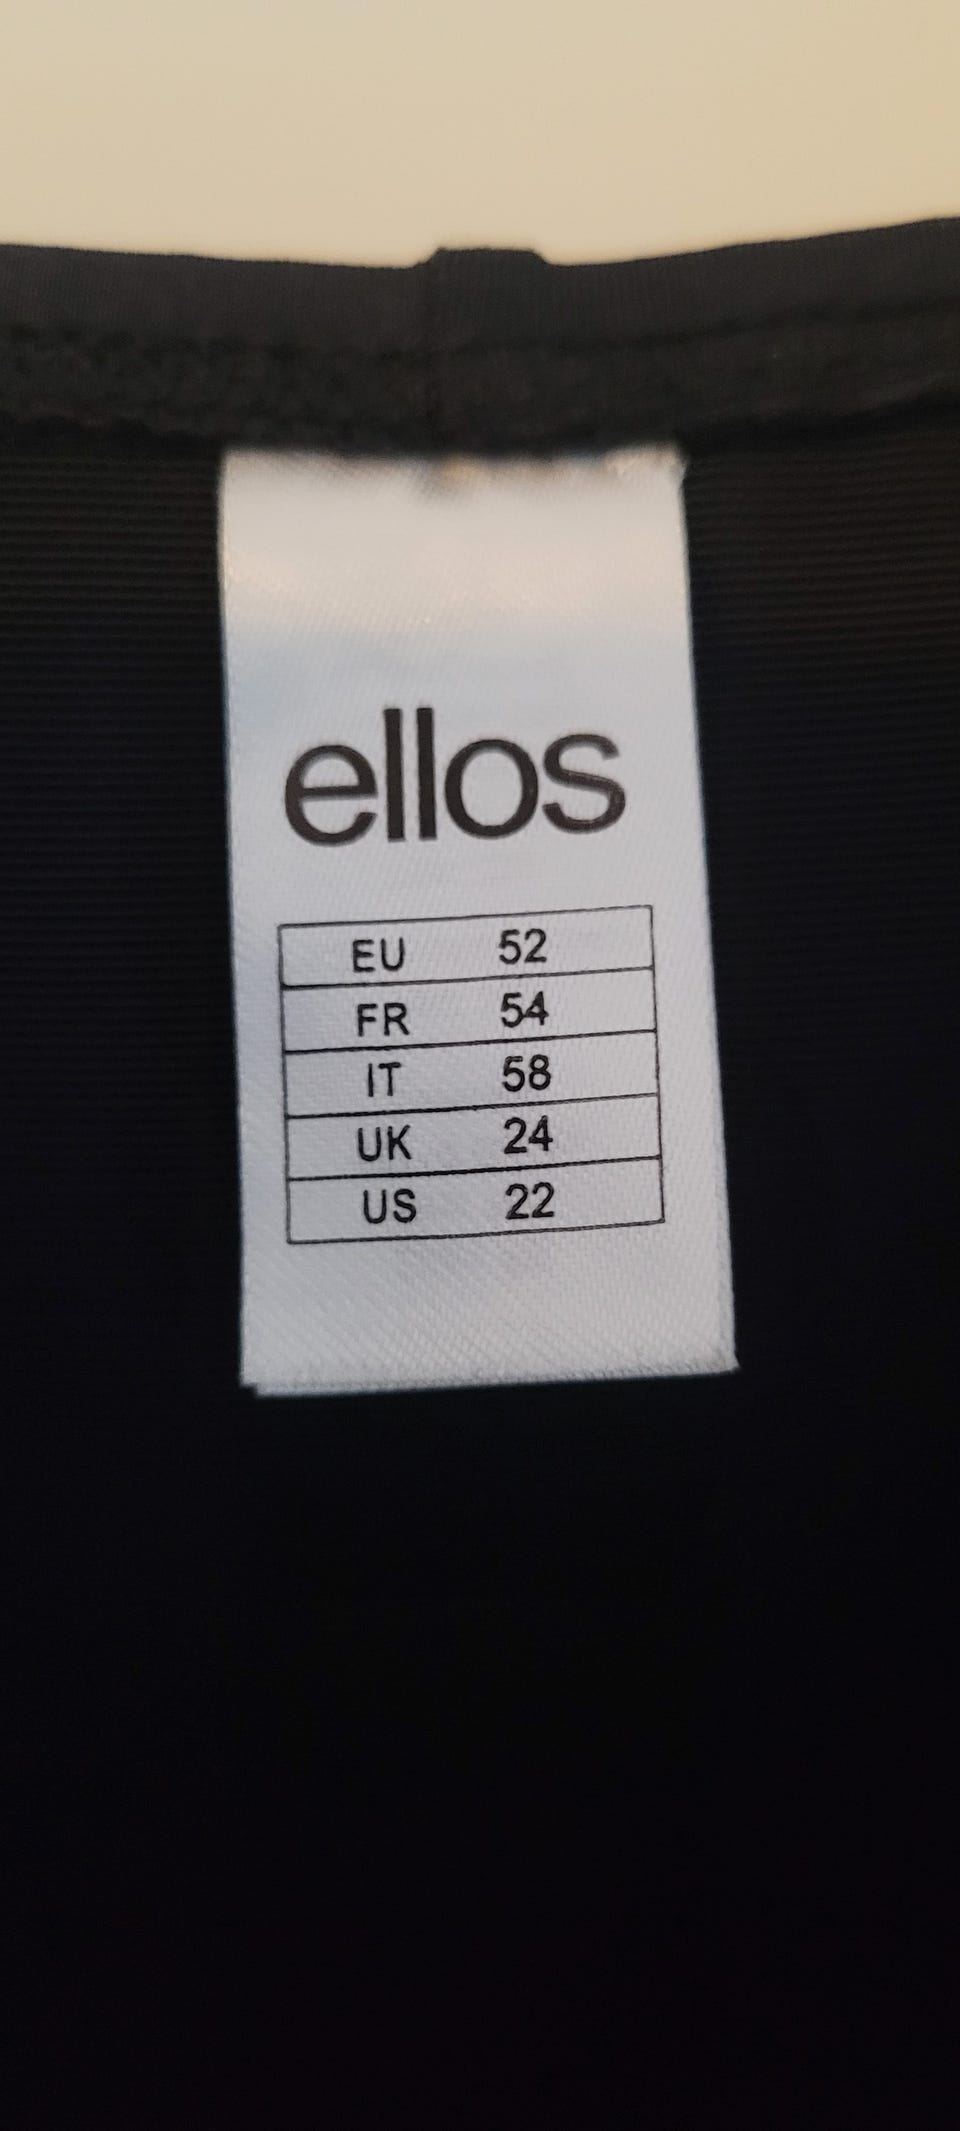 ellos
EU 52
FR 54
IT 58
UK 24
US 22